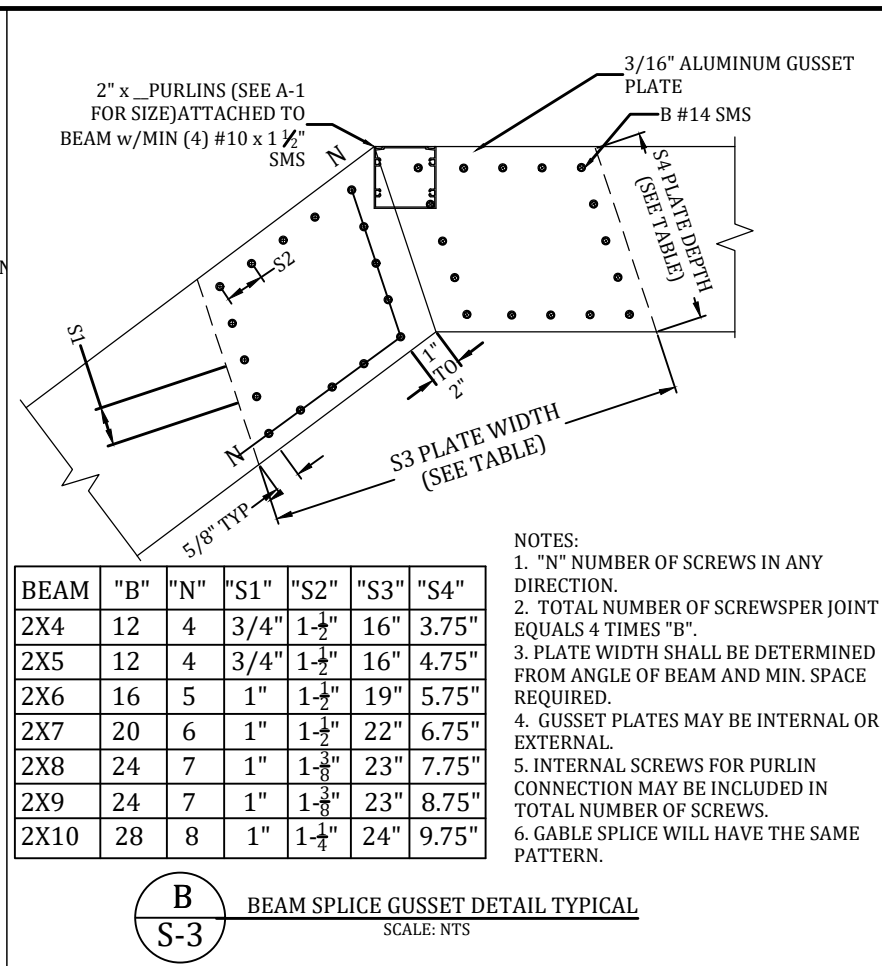 2" x __PURLINS (SEE A-1
FOR SIZE)ATTACHED TO
BEAM w/MIN (4) #10 x 1 ½"
SMS
3/16" ALUMINUM GUSSET
PLATE
B #14 SMS
N
S4 PLATE DEPTH
(SEE TABLE)
S2
N
S1
1"
TO
2"
S3 PLATE WIDTH
(SEE TABLE)
N
5/8" TYP
BEAM "B" "N" "S1" "S2" "S3" "S4"
2X4 12 4 3/4" 1-½" 16" 3.75"
2X5 12 4 3/4" 1-½" 16" 4.75"
2X6 16 5 1" 1-½" 19" 5.75"
2X7 20 6 1" 1-½" 22" 6.75"
2X8 24 7 1" 1-⅜" 23" 7.75"
2X9 24 7 1" 1-⅜" 23" 8.75"
2X10 28 8 1" 1-¼" 24" 9.75"
NOTES:
1. "N" NUMBER OF SCREWS IN ANY
DIRECTION.
2. TOTAL NUMBER OF SCREWSPER JOINT
EQUALS 4 TIMES "B".
3. PLATE WIDTH SHALL BE DETERMINED
FROM ANGLE OF BEAM AND MIN. SPACE
REQUIRED.
4. GUSSET PLATES MAY BE INTERNAL OR
EXTERNAL.
5. INTERNAL SCREWS FOR PURLIN
CONNECTION MAY BE INCLUDED IN
TOTAL NUMBER OF SCREWS.
6. GABLE SPLICE WILL HAVE THE SAME
PATTERN.
B
S-3
BEAM SPLICE GUSSET DETAIL TYPICAL
SCALE: NTS